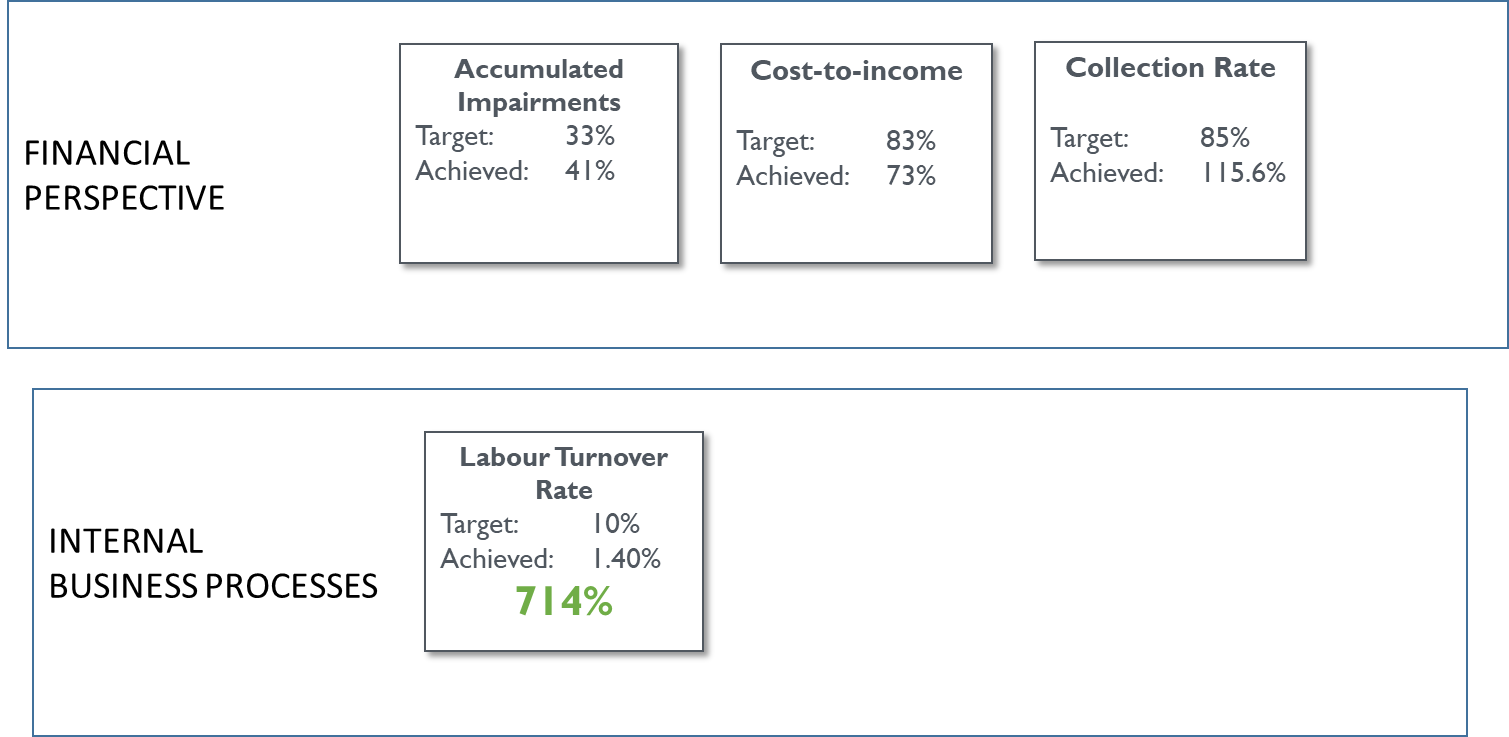 FINANCIAL
PERSPECTIVE
Accumulated
Impairments
Target: 33%
Achieved: 41%
Cost-to-income
Target: 83%
Achieved: 73%
Collection Rate
Target: 85%
Achieved: 115.6%
INTERNAL
BUSINESS PROCESSES
Labour Turnover
Rate
Target: 10%
Achieved: 1.40%
714%